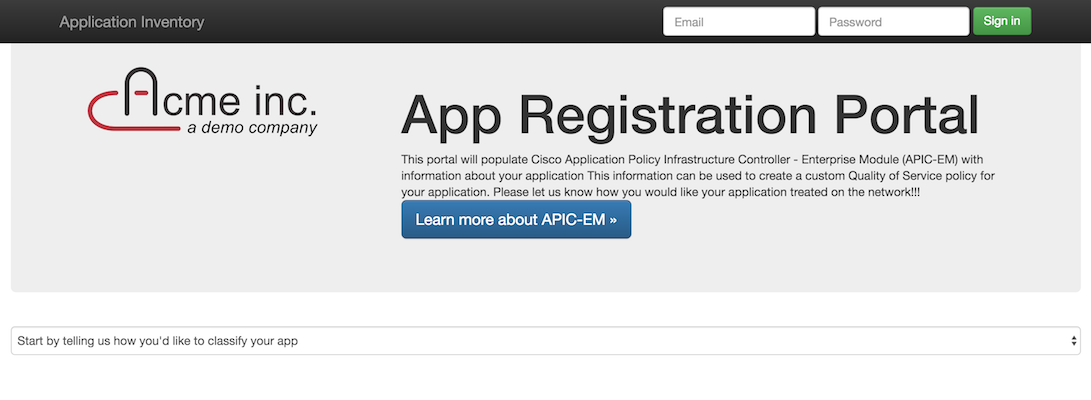 Application Inventory
Email
Password
Sign in
Acme inc.
a demo company
App Registration Portal
This portal will populate Cisco Application Policy Infrastructure Controller - Enterprise Module (APIC-EM) with
information about your application This information can be used to create a custom Quality of Service policy for
your application. Please let us know how you would like your application treated on the network!!!
Learn more about APIC-EM »
Start by telling us how you'd like to classify your app